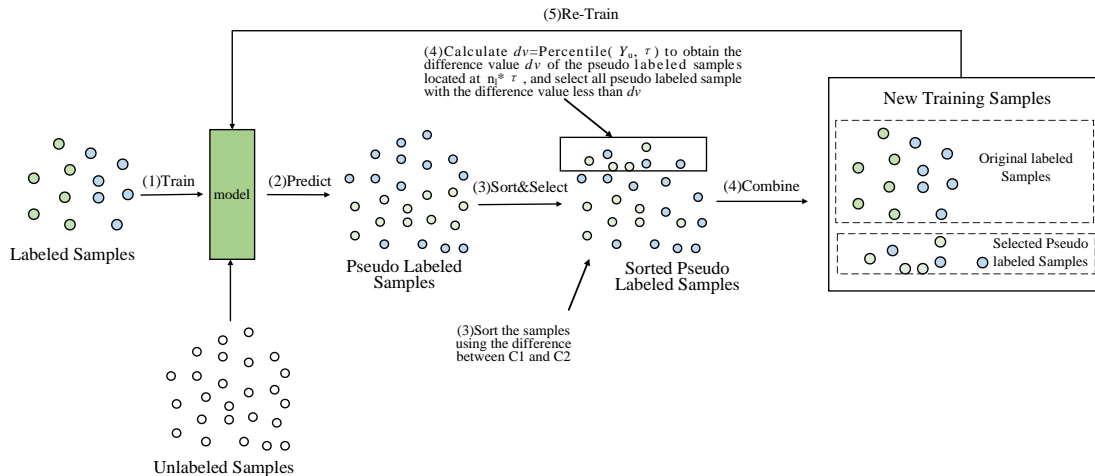 (5)Re-Train
(4)Calculate dv=Percentile( Yu, τ) to obtain the
difference value dv of the pseudo labeled samples
located at nl* τ, and select all pseudo labeled sample
with the difference value less than dv
New Training Samples
Original labeled
Samples
(1)Train
model
(2)Predict
(3)Sort&Select
(4)Combine
Labeled Samples
Pseudo Labeled
Samples
Sorted Pseudo
Labeled Samples
Selected Pseudo
labeled Samples
(3)Sort the samples
using the difference
between C1 and C2
Unlabeled Samples